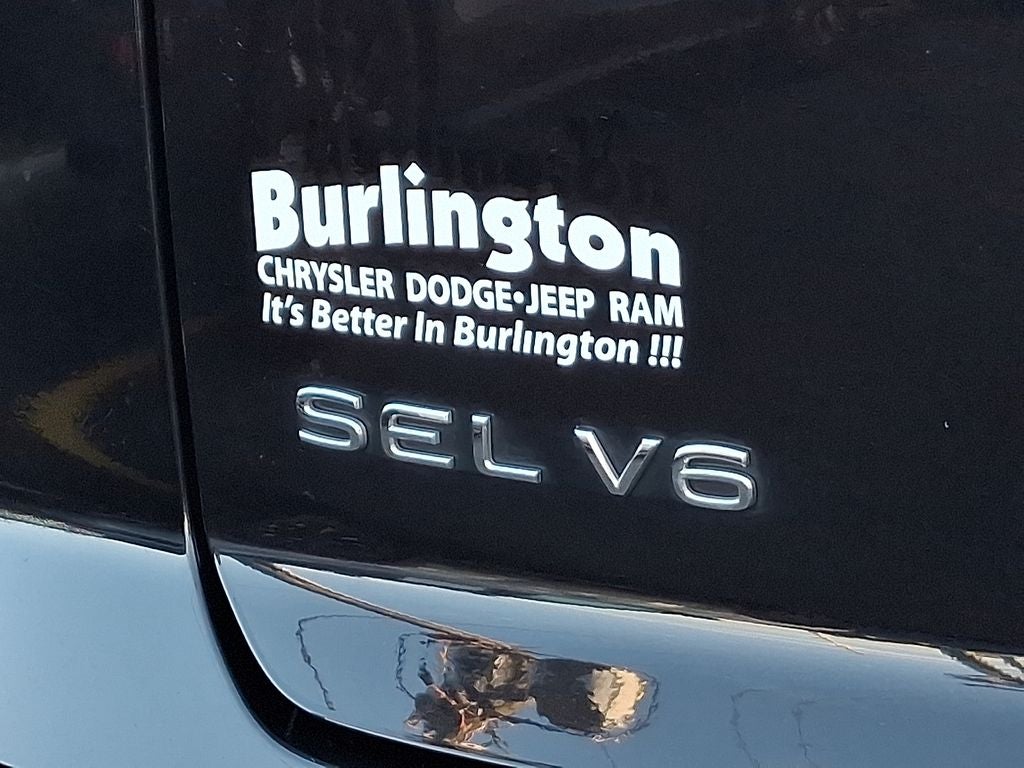 Burlington
CHRYSLER DODGE•JEEP RAM
It's Better In Burlington !!!
SEL V6